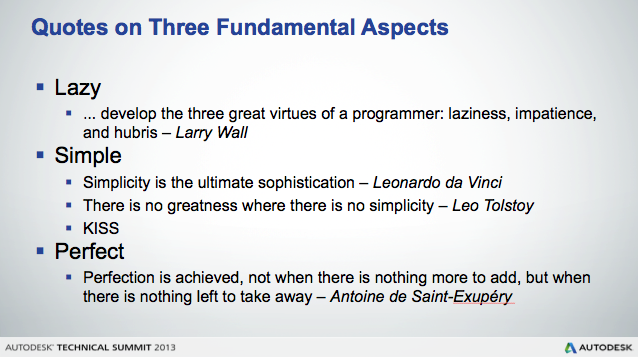 Quotes on Three Fundamental Aspects
Lazy
... develop the three great virtues of a programmer: laziness, impatience,
and hubris – Larry Wall
Simple
Simplicity is the ultimate sophistication – Leonardo da Vinci
There is no greatness where there is no simplicity – Leo Tolstoy
KISS
Perfect
Perfection is achieved, not when there is nothing more to add, but when
there is nothing left to take away – Antoine de Saint-Exupéry
AUTODESK® TECHNICAL SUMMIT 2013
AUTODESK